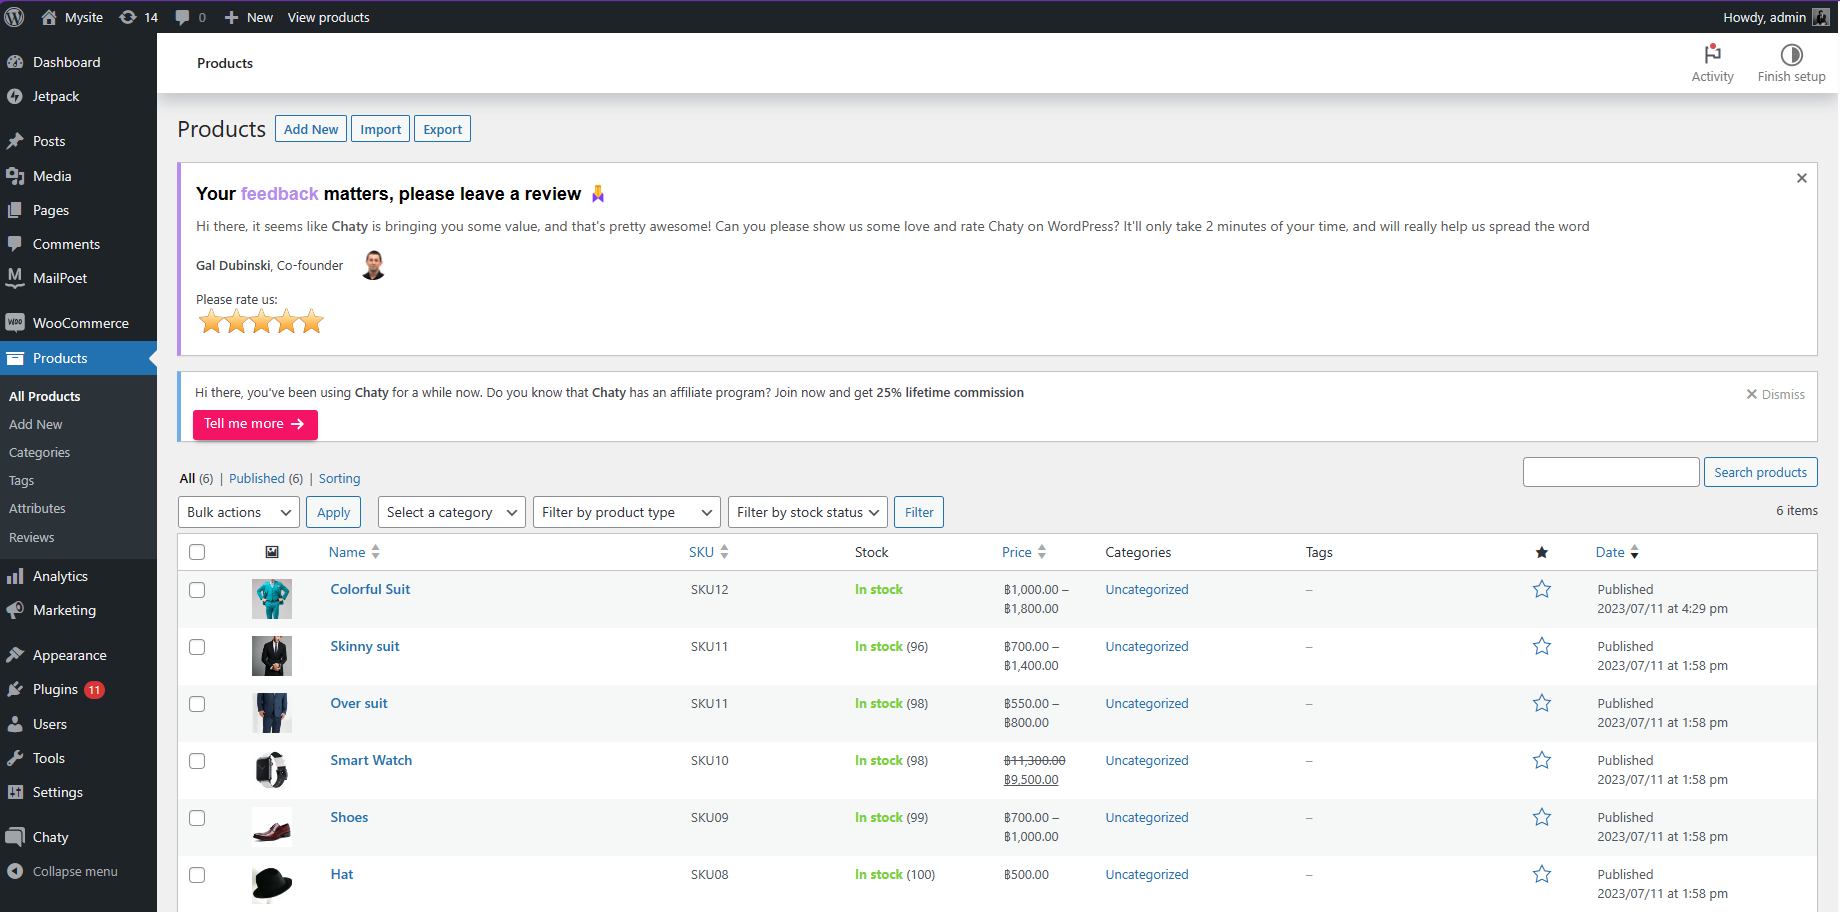 Mysite 14 0 New View products Howdy, admin
Dashboard
Jetpack
Posts
Media
Pages
Comments
MailPoet
WooCommerce
Products
All Products
Add New
Categories
Tags
Attributes
Reviews
Analytics
Marketing
Appearance
Plugins 11
Users
Tools
Settings
Chaty
Collapse menu
Products
Activity Finish setup
Products Add New Import Export
Your feedback matters, please leave a review
Hi there, it seems like Chaty is bringing you some value, and that's pretty awesome! Can you please show us some love and rate Chaty on WordPress? It'll only take 2 minutes of your time, and will really help us spread the word
Gal Dubinski, Co-founder
Please rate us:
Hi there, you've been using Chaty for a while now. Do you know that Chaty has an affiliate program? Join now and get 25% lifetime commission
Dismiss
Tell me more →
All (6) | Published (6) | Sorting
Search products
Bulk actions Apply Select a category Filter by product type Filter by stock status Filter 6 items
Name SKU Stock Price Categories Tags Date
Colorful Suit SKU12 In stock ฿1,000.00 – Uncategorized – Published
฿1,800.00 2023/07/11 at 4:29 pm
Skinny suit SKU11 In stock (96) ฿700.00 – Uncategorized – Published
฿1,400.00 2023/07/11 at 1:58 pm
Over suit SKU11 In stock (98) ฿550.00 – Uncategorized – Published
฿800.00 2023/07/11 at 1:58 pm
Smart Watch SKU10 In stock (98) ฿11,300.00 Uncategorized – Published
฿9,500.00 2023/07/11 at 1:58 pm
Shoes SKU09 In stock (99) ฿700.00 – Uncategorized – Published
฿1,000.00 2023/07/11 at 1:58 pm
Hat SKU08 In stock (100) ฿500.00 Uncategorized – Published
2023/07/11 at 1:58 pm